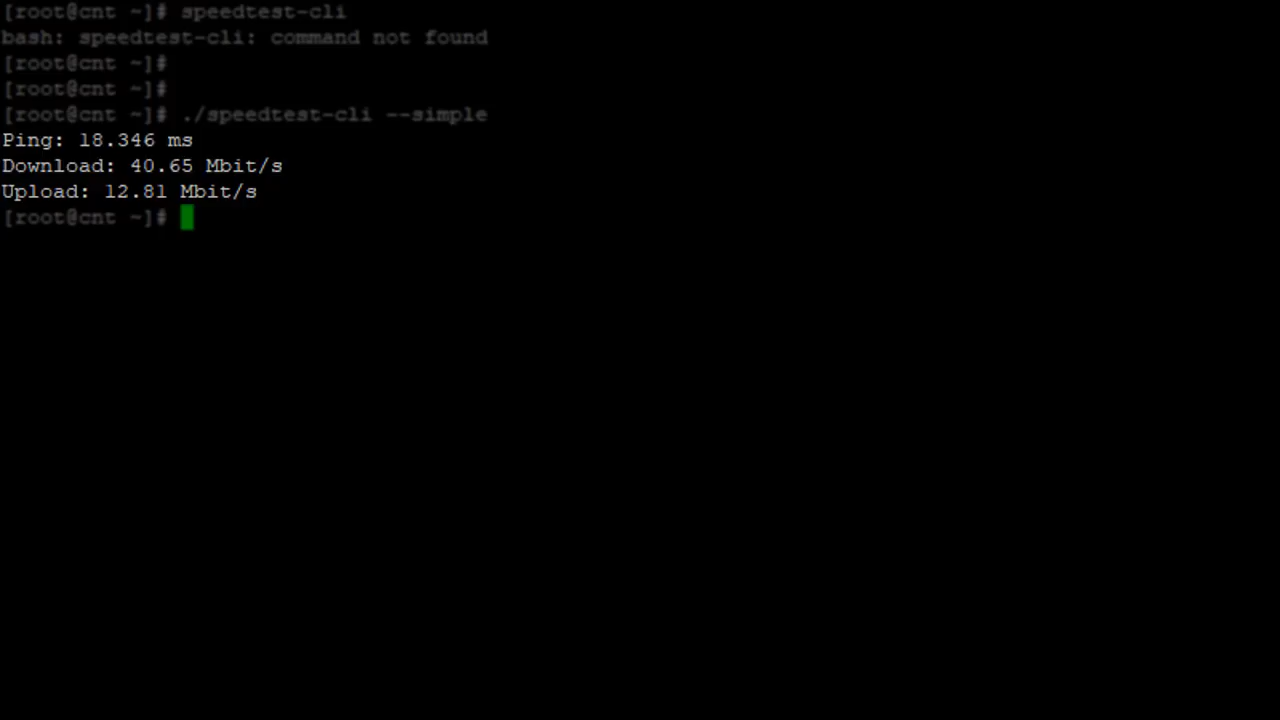 [root@cnt ~]# speedtest-cli
bash: speedtest-cli: command not found
[root@cnt ~]#
[root@cnt ~]#
[root@cnt ~]# ./speedtest-cli --simple
Ping: 18.346 ms
Download: 40.65 Mbit/s
Upload: 12.81 Mbit/s
[root@cnt ~]#